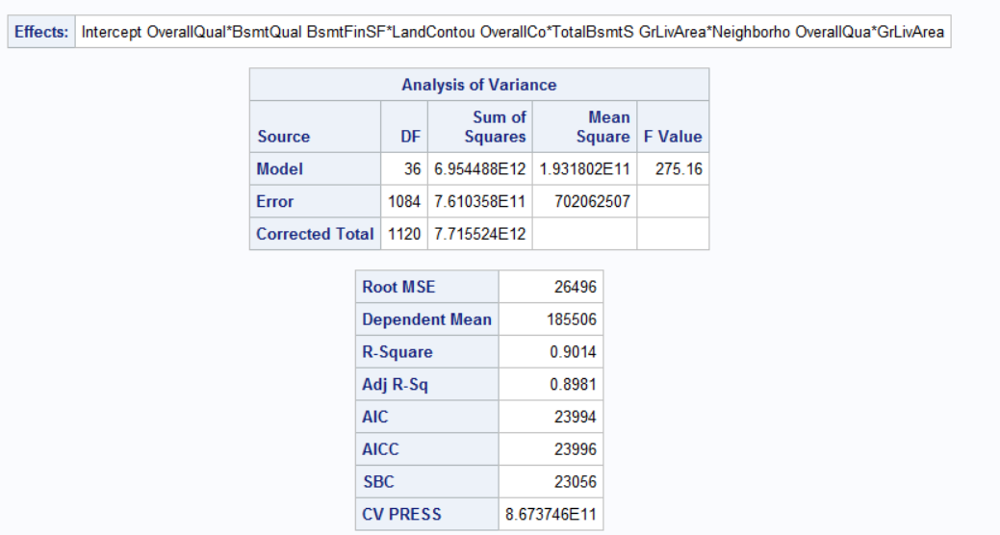 Effects: Intercept OverallQual*BsmtQual BsmtFinSF*LandContou OverallCo*TotalBsmtS GrLivArea*Neighborho OverallQua*GrLivArea
Analysis of Variance
Source DF Sum of Squares Mean Square F Value
Model 36 6.954488E12 1.931802E11 275.16
Error 1084 7.610358E11 702062507
Corrected Total 1120 7.715524E12
Root MSE 26496
Dependent Mean 185506
R-Square 0.9014
Adj R-Sq 0.8981
AIC 23994
AICC 23996
SBC 23056
CV PRESS 8.673746E11